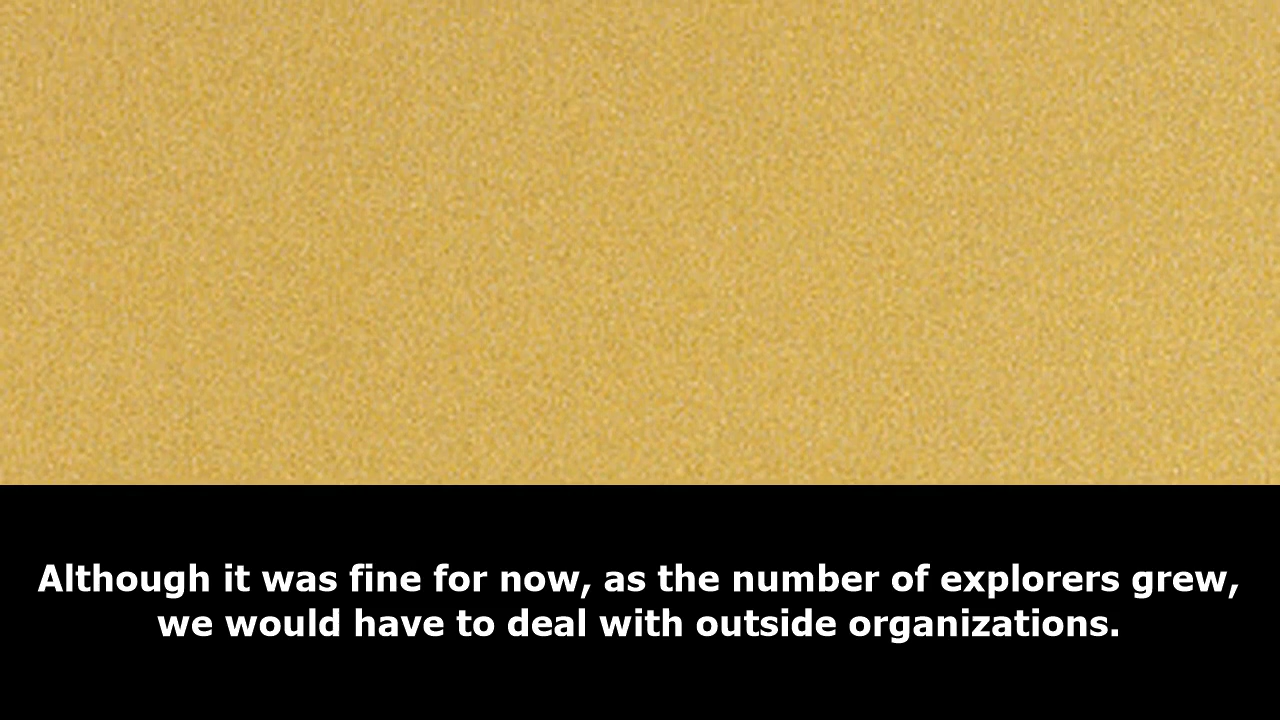 Although it was fine for now, as the number of explorers grew,
we would have to deal with outside organizations.